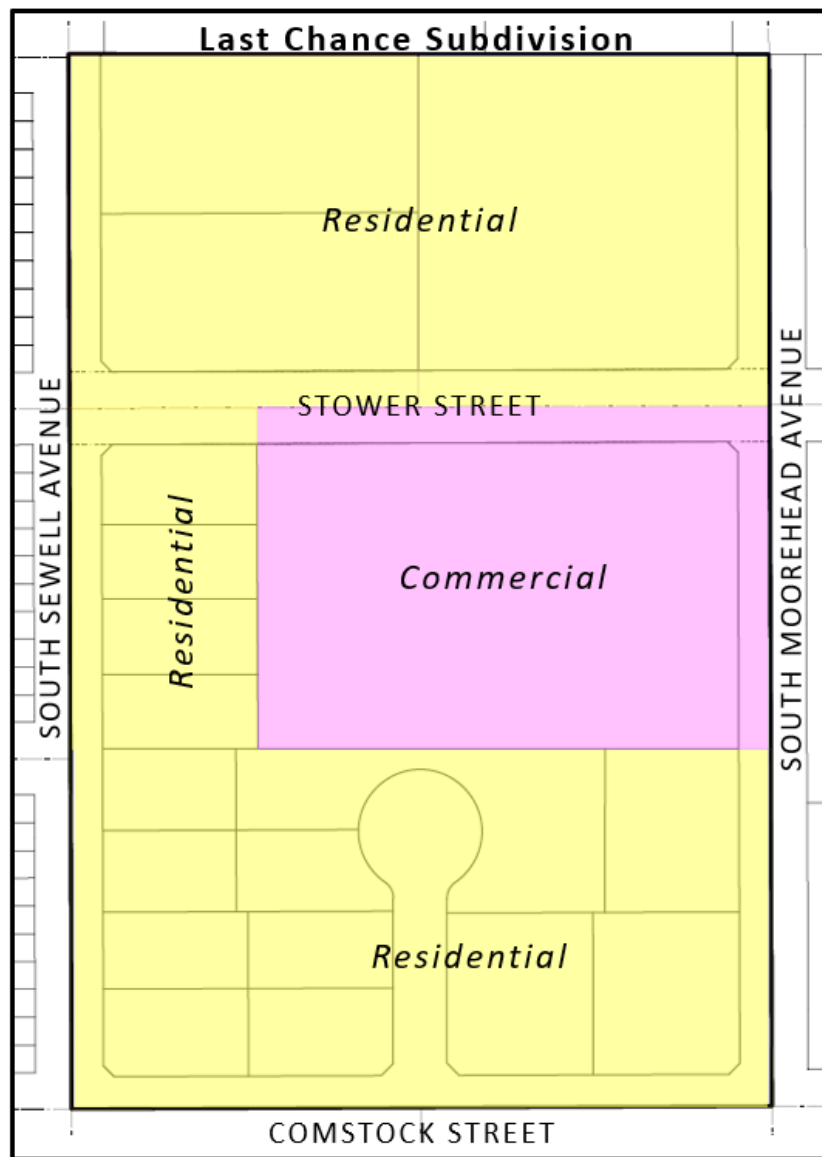 Last Chance Subdivision
Residential
STOWER STREET
SOUTH SEWELL AVENUE
Residential
Commercial
SOUTH MOOREHEAD AVENUE
Residential
COMSTOCK STREET